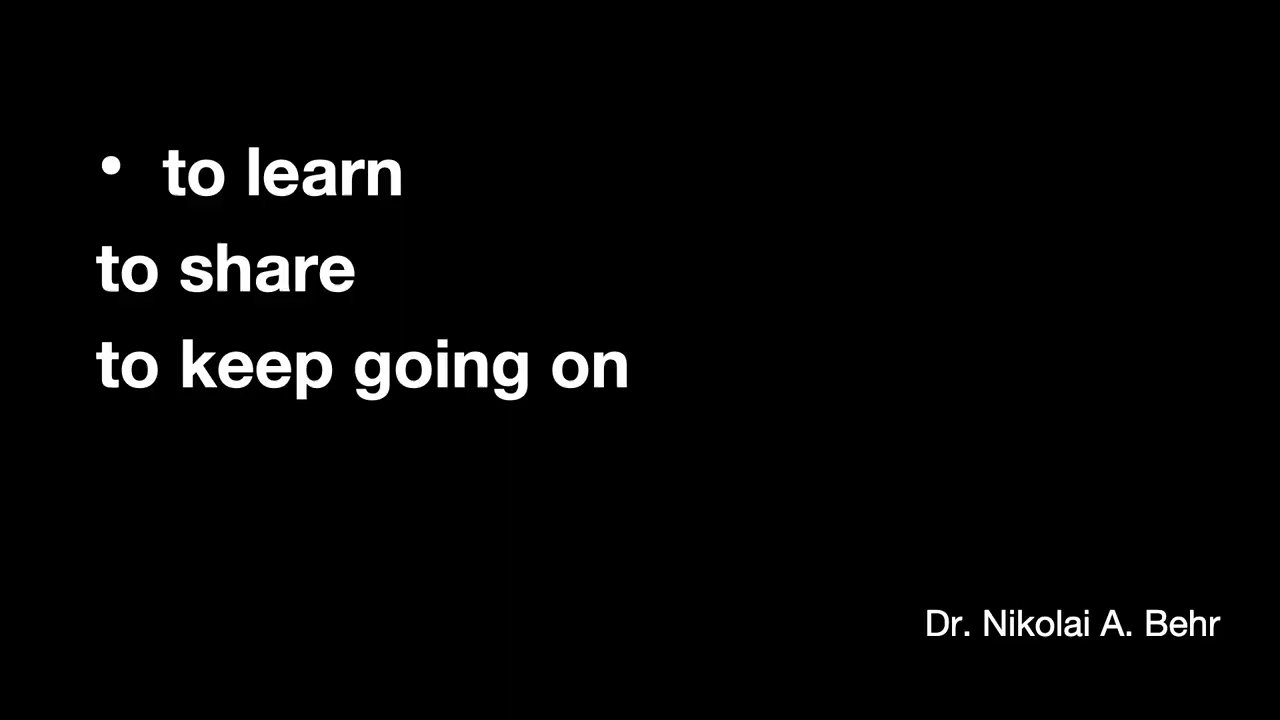 • to learn
to share
to keep going on
Dr. Nikolai A. Behr